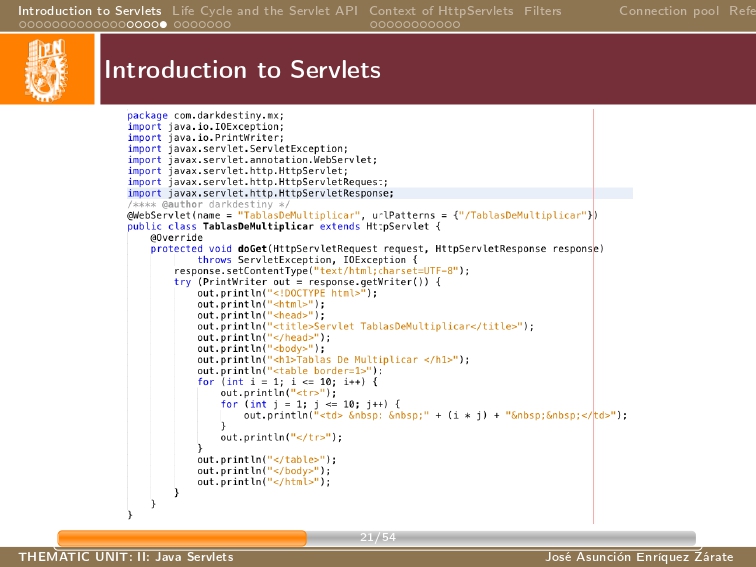 Introduction to Servlets Life Cycle and the Servlet API Context of HttpServlets Filters Connection pool Refe
IPN
Introduction to Servlets
package com.darkdestiny.mx;
import java.io.IOException;
import java.io.PrintWriter;
import javax.servlet.ServletException;
import javax.servlet.annotation.WebServlet;
import javax.servlet.http.HttpServlet;
import javax.servlet.http.HttpServletRequest;
import javax.servlet.http.HttpServletResponse;
/**** @author darkdestiny */
@WebServlet(name = "TablasDeMultiplicar", urlPatterns = {"/TablasDeMultiplicar"})
public class TablasDeMultiplicar extends HttpServlet {
@Override
protected void doGet(HttpServletRequest request, HttpServletResponse response)
throws ServletException, IOException {
response.setContentType("text/html;charset=UTF-8");
try (PrintWriter out = response.getWriter()) {
out.println("<!DOCTYPE html>");
out.println("<html>");
out.println("<head>");
out.println("<title>Servlet TablasDeMultiplicar</title>");
out.println("</head>");
out.println("<body>");
out.println("<h1>Tablas De Multiplicar </h1>");
out.println("<table border=1>");
for (int i = 1; i <= 10; i++) {
out.println("<tr>");
for (int j = 1; j <= 10; j++) {
out.println("<td> &nbsp; &nbsp;" + (i * j) + "&nbsp;&nbsp;</td>");
}
out.println("</tr>");
}
out.println("</table>");
out.println("</body>");
out.println("</html>");
}
}
}
21/54
THEMATIC UNIT: II: Java Servlets José Asunción Enríquez Zárate